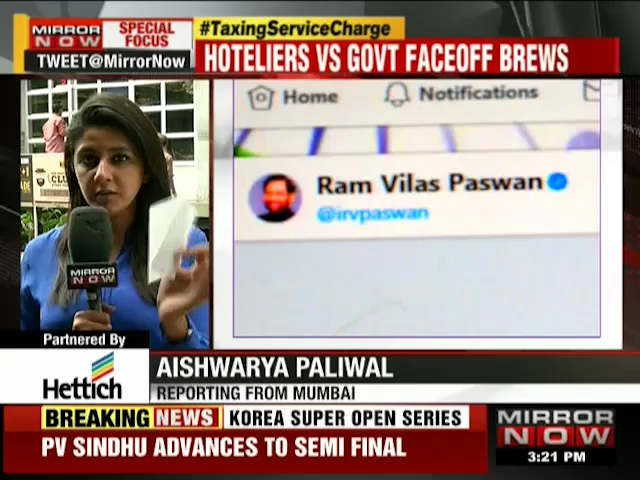 MIRROR NOW
SPECIAL FOCUS
#TaxingServiceCharge
TWEET@MirrorNow
HOTELIERS VS GOVT FACEOFF BREWS
Home
Notifications
Ram Vilas Paswan
@irvpaswan
MIRROR NOW
Partnered By
Hettich
AISHWARYA PALIWAL
REPORTING FROM MUMBAI
BREAKING NEWS
KOREA SUPER OPEN SERIES
PV SINDHU ADVANCES TO SEMI FINAL
MIRROR NOW
3:21 PM